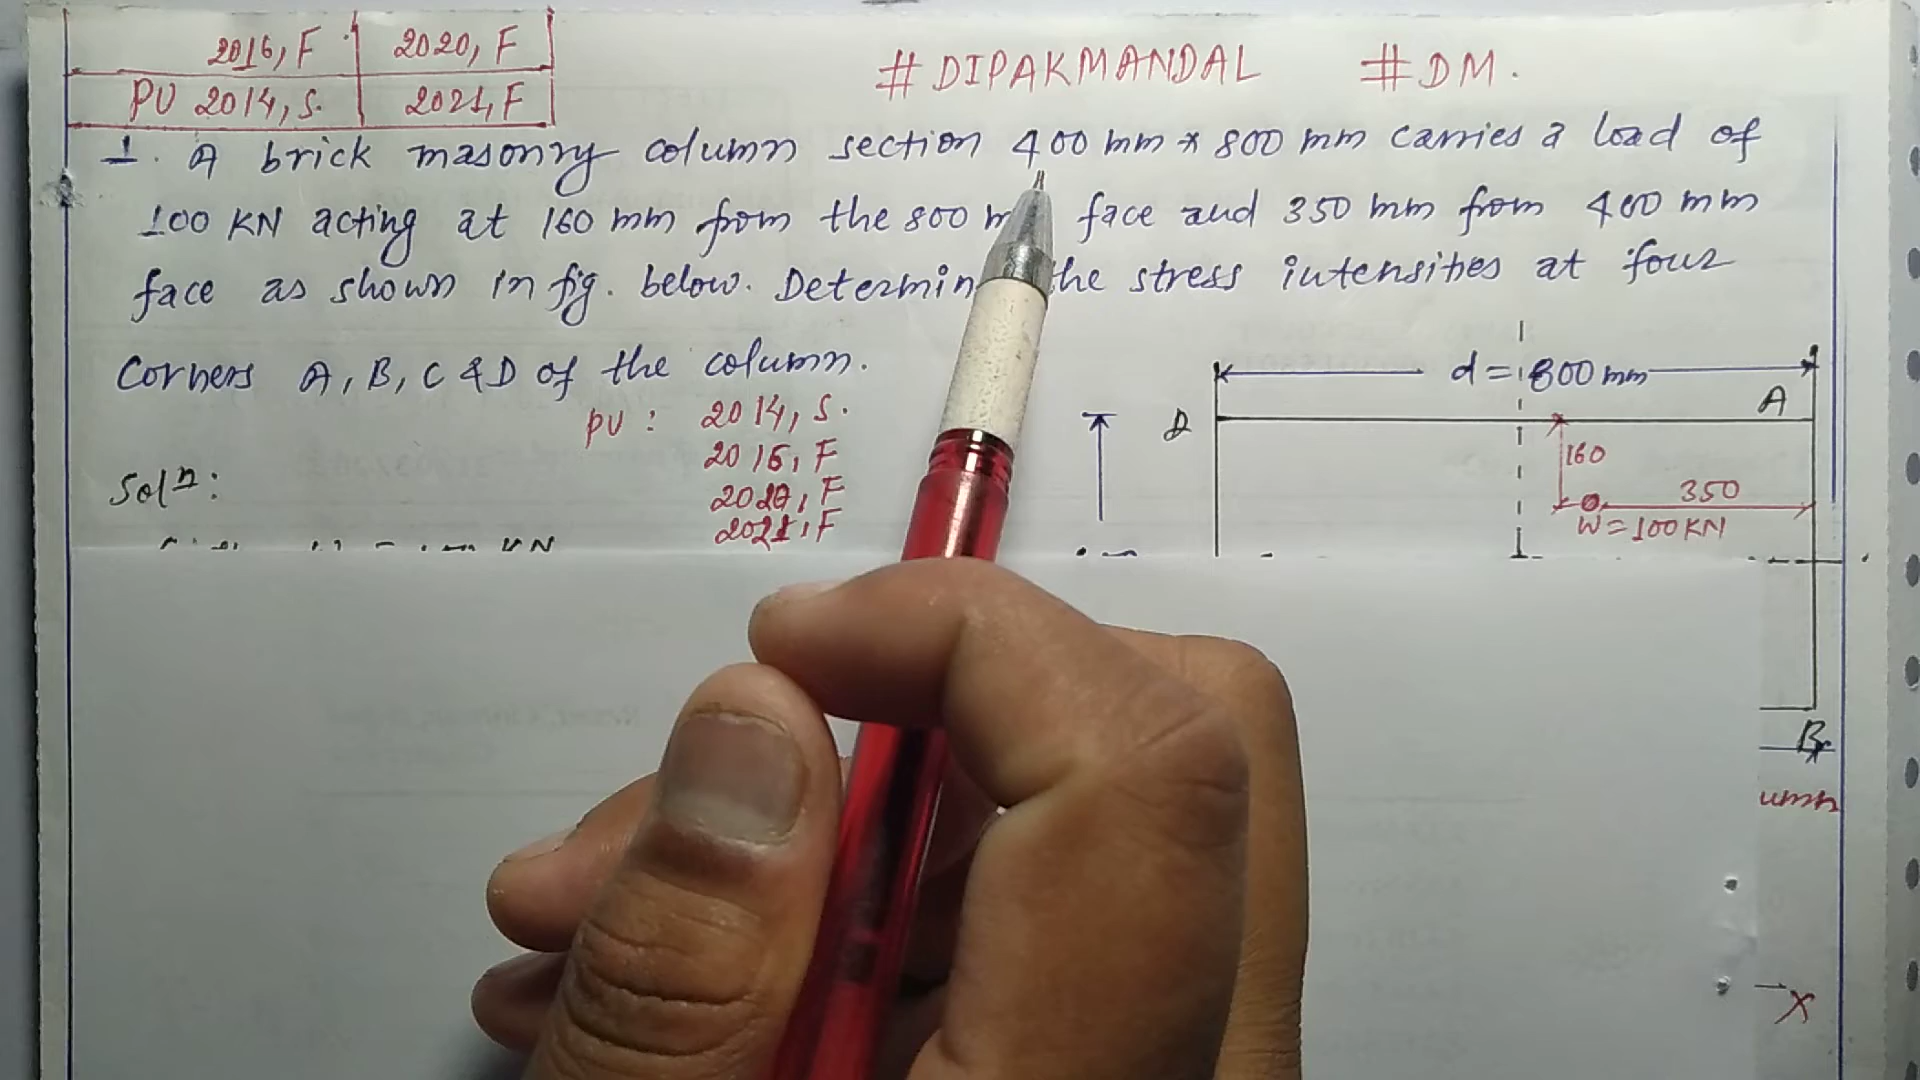 2016, F 2020, F
PU 2014, S. 2021, F
#DIPAKMANDAL #DM.
1. A brick masonry column section 400 mm * 800 mm carries a load of
100 KN acting at 160 mm from the 800 face and 350 mm from 400 mm
face as shown in fig. below. Determin the stress intensities at four
Corners A, B, C & D of the column.
PU: 2014, S.
2016, F
2020, F
2021, F
Solⁿ:
d = 800 mm
D
A
160
350
W = 100 KN
B
umn
X